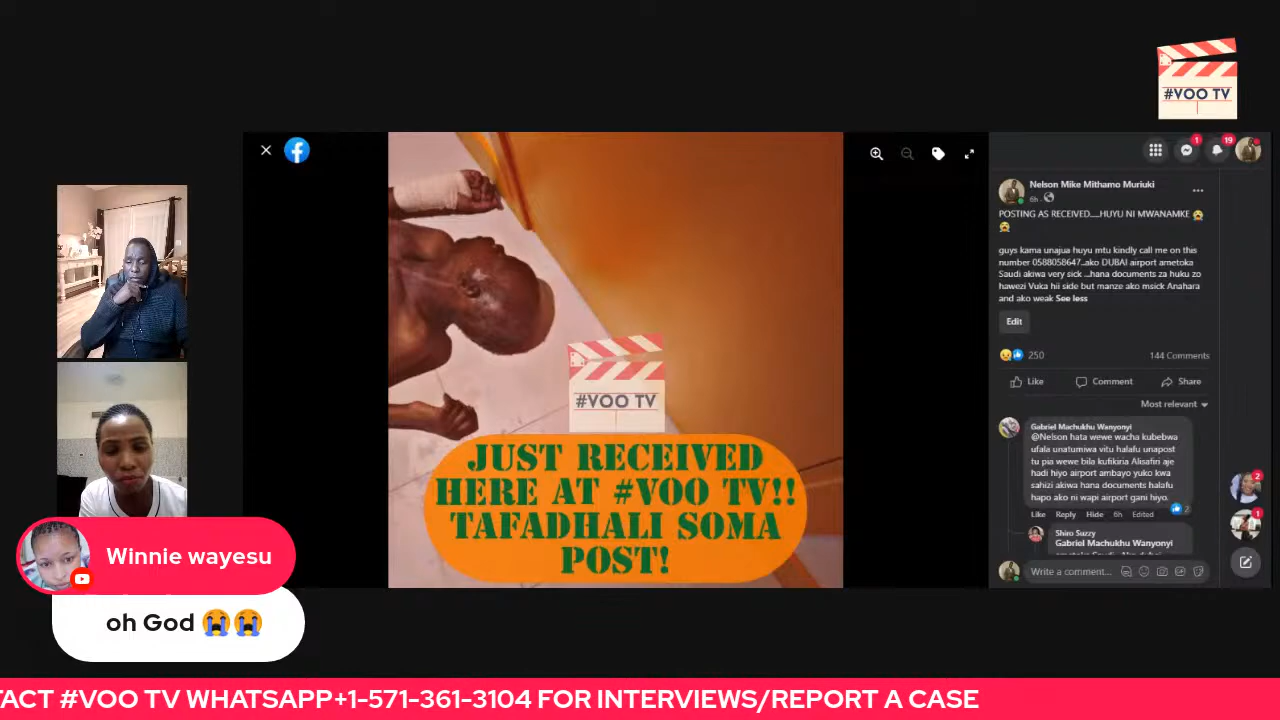 #VOO TV
1
19
Nelson Mike Mithamo Muriuki
6h
POSTING AS RECEIVED.....HUYU NI MWANAMKE 😭
😭
guys kama unajua huyu mtu kindly call me on this
number 0588058647..ako DUBAI airport ametoka
Saudi akiwa very sick ...hana documents za huku zo
hawezi Vuka hii side but manze ako msick Anahara
and ako weak See less
Edit
250
144 Comments
Like
Comment
Share
Most relevant
Gabriel Machukhu Wanyonyi
@Nelson hata wewe wacha kubebwa
ufala unatumiwa vitu halafu unapost
tu pia wewe bila kufikiria Alisafiri aje
hadi hiyo airport ambayo yuko kwa
sahizi akiwa hana documents halafu
hapo ako ni wapi airport gani hiyo.
Like Reply Hide 6h Edited
2
Shiro Suzzy
Gabriel Machukhu Wanyonyi
Write a comment...
2
1
#VOO TV
JUST RECEIVED
HERE AT #VOO TV!!
TAFADHALI SOMA
POST!
Winnie wayesu
oh God 😭😭
TACT #VOO TV WHATSAPP+1-571-361-3104 FOR INTERVIEWS/REPORT A CASE